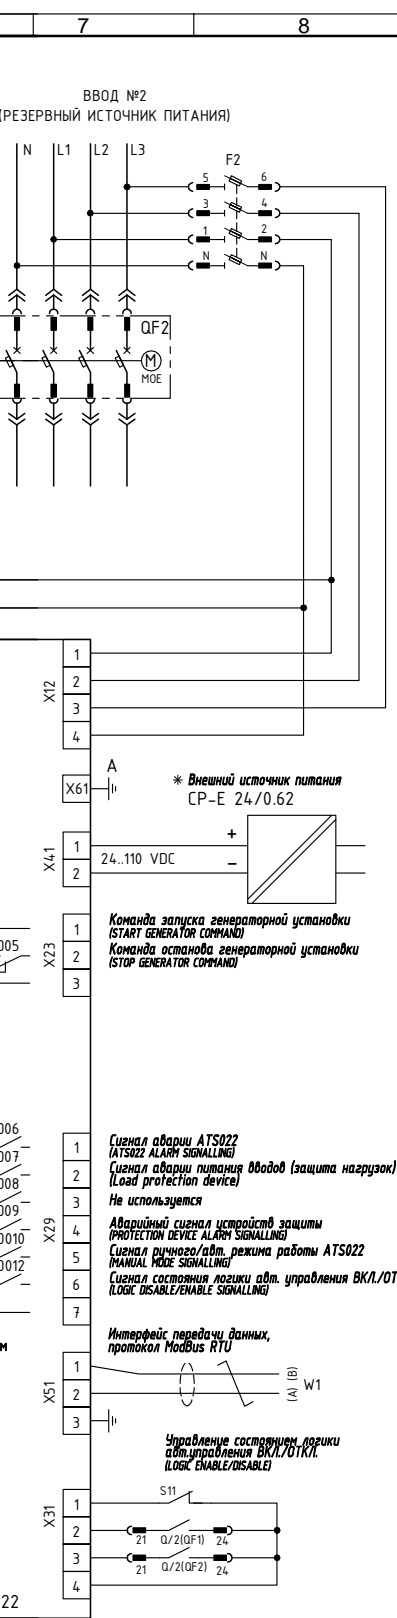 7 8
ВВОД №2
(РЕЗЕРВНЫЙ ИСТОЧНИК ПИТАНИЯ)
N L1 L2 L3
F2
5 6
3 4
1 2
N N
QF2
M
MOE
X12
1
2
3
4
X61
A
* Внешний источник питания
CP-E 24/0.62
X41
1
2
24..110 VDC
+
–
X23
1
2
3
Команда запуска генераторной установки
(START GENERATOR COMMAND)
Команда останова генераторной установки
(STOP GENERATOR COMMAND)
005
006
007
008
009
0010
0012
X29
1
2
3
4
5
6
7
Сигнал аварии ATS022
(ATS022 ALARM SIGNALLING)
Сигнал аварии питания вводов (защита нагрузок)
(Load protection device)
Не используется
Аварийный сигнал устройств защиты
(PROTECTION DEVICE ALARM SIGNALLING)
Сигнал ручного/авт. режима работы ATS022
(MANUAL MODE SIGNALLING)
Сигнал состояния логики авт. управления ВКЛ./ОТ
(LOGIC DISABLE/ENABLE SIGNALLING)
м
Интерфейс передачи данных,
протокол ModBus RTU
X51
1
2
3
(A) (B)
W1
Управление состоянием логики
авт.управления ВКЛ./ОТКЛ.
(LOGIC ENABLE/DISABLE)
X31
1
2
3
4
S11
21 Q/2(QF1) 24
21 Q/2(QF2) 24
22